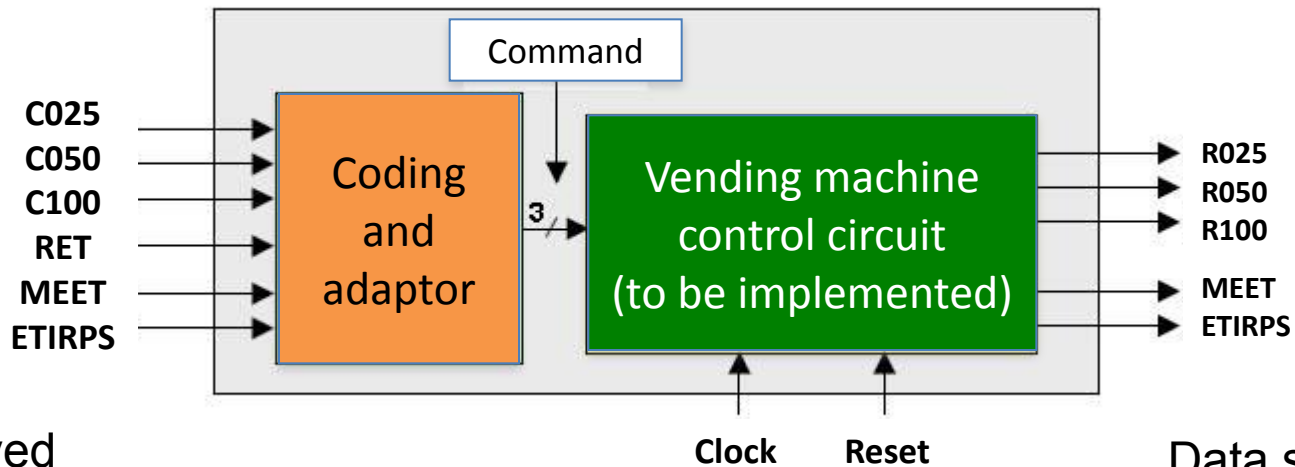 Command
C025
C050
C100
RET
MEET
ETIRPS
Coding
and
adaptor
3
Vending machine
control circuit
(to be implemented)
R025
R050
R100
MEET
ETIRPS
Clock Reset
Data